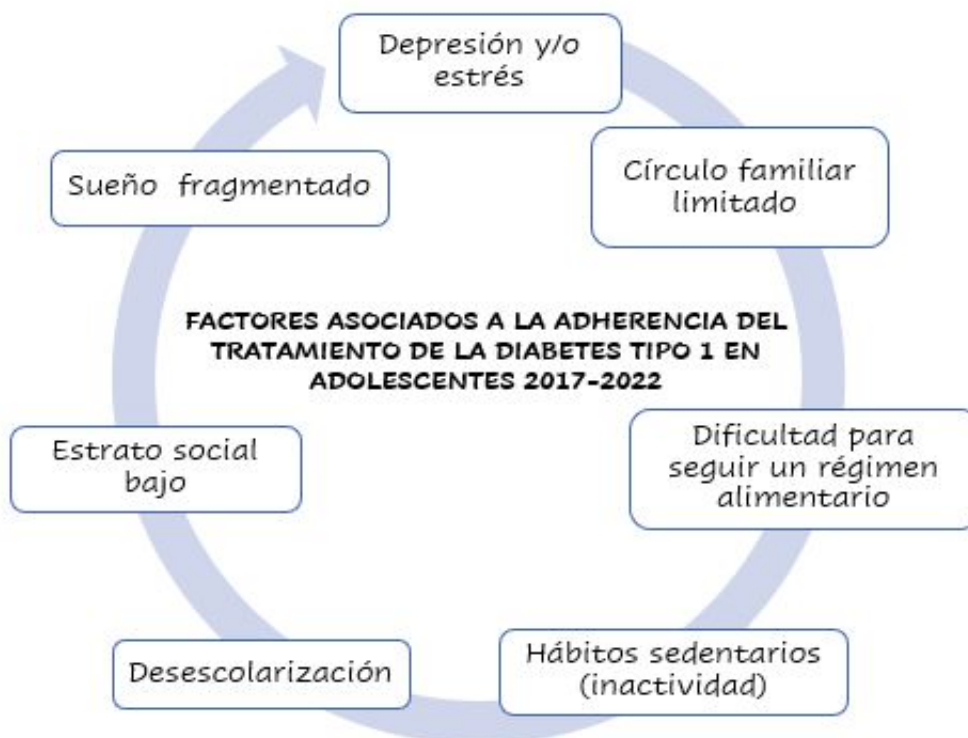 Depresión y/o
estrés
Círculo familiar
limitado
Dificultad para
seguir un régimen
alimentario
Hábitos sedentarios
(inactividad)
Desescolarización
Estrato social
bajo
Sueño fragmentado
FACTORES ASOCIADOS A LA ADHERENCIA DEL
TRATAMIENTO DE LA DIABETES TIPO 1 EN
ADOLESCENTES 2017-2022